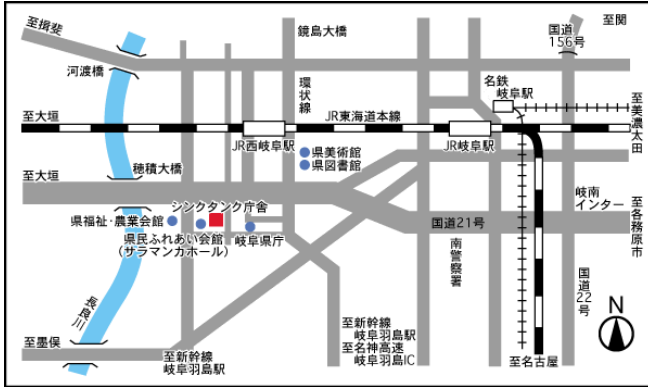 至揖斐
鏡島大橋
国道
156号
至関
河渡橋
環状線
名鉄
岐阜駅
至大垣
JR東海道本線
至美濃太田
JR西岐阜駅
JR岐阜駅
県美術館
県図書館
穂積大橋
至大垣
シンクタンク庁舎
岐南
インター
県福祉・農業会館
国道21号
至各務原市
県民ふれあい会館
(サラマンカホール)
岐阜県庁
南警察署
国道22号
長良川
N
至墨俣
至新幹線
岐阜羽島駅
至新幹線
岐阜羽島駅
至名神高速
岐阜羽島IC
至名古屋